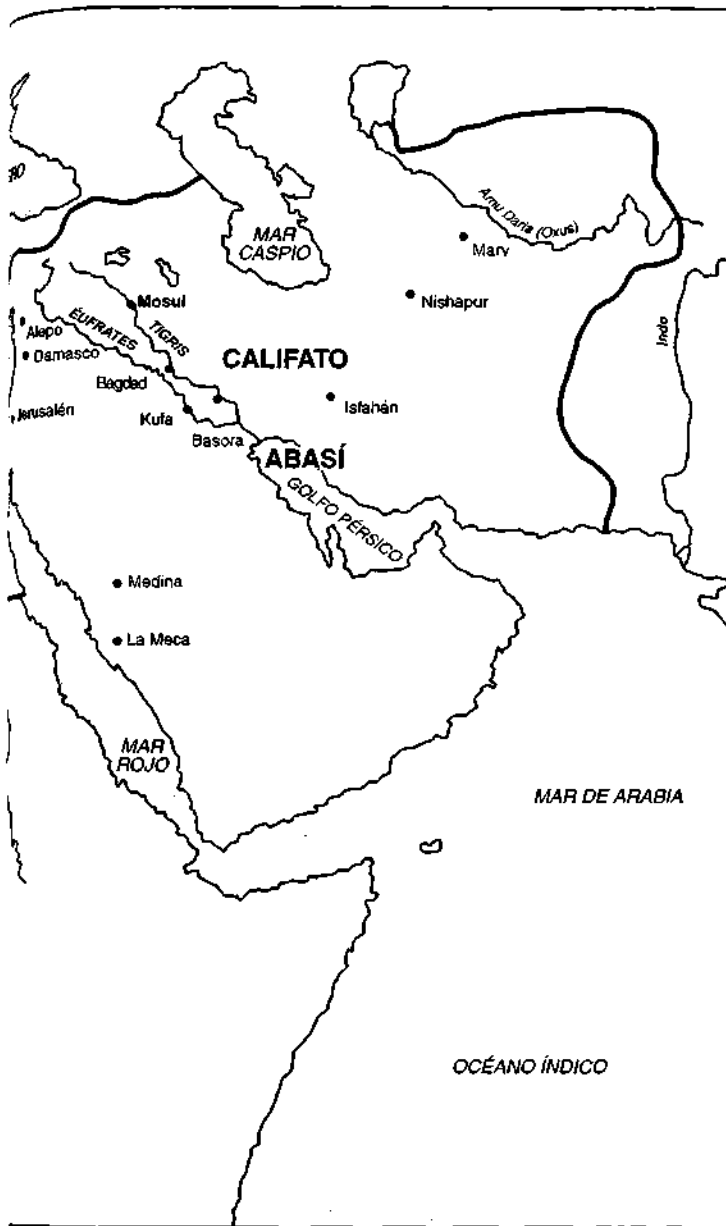 MAR
CASPIO
Amu Daria (Oxus)
Marv
Mosul
Nishapur
Indo
Alepo
ÉUFRATES
TIGRIS
Damasco
CALIFATO
Bagdad
Isfahán
Jerusalén
Kufa
Basora
ABASÍ
GOLFO PÉRSICO
Medina
La Meca
MAR
ROJO
MAR DE ARABIA
OCÉANO ÍNDICO